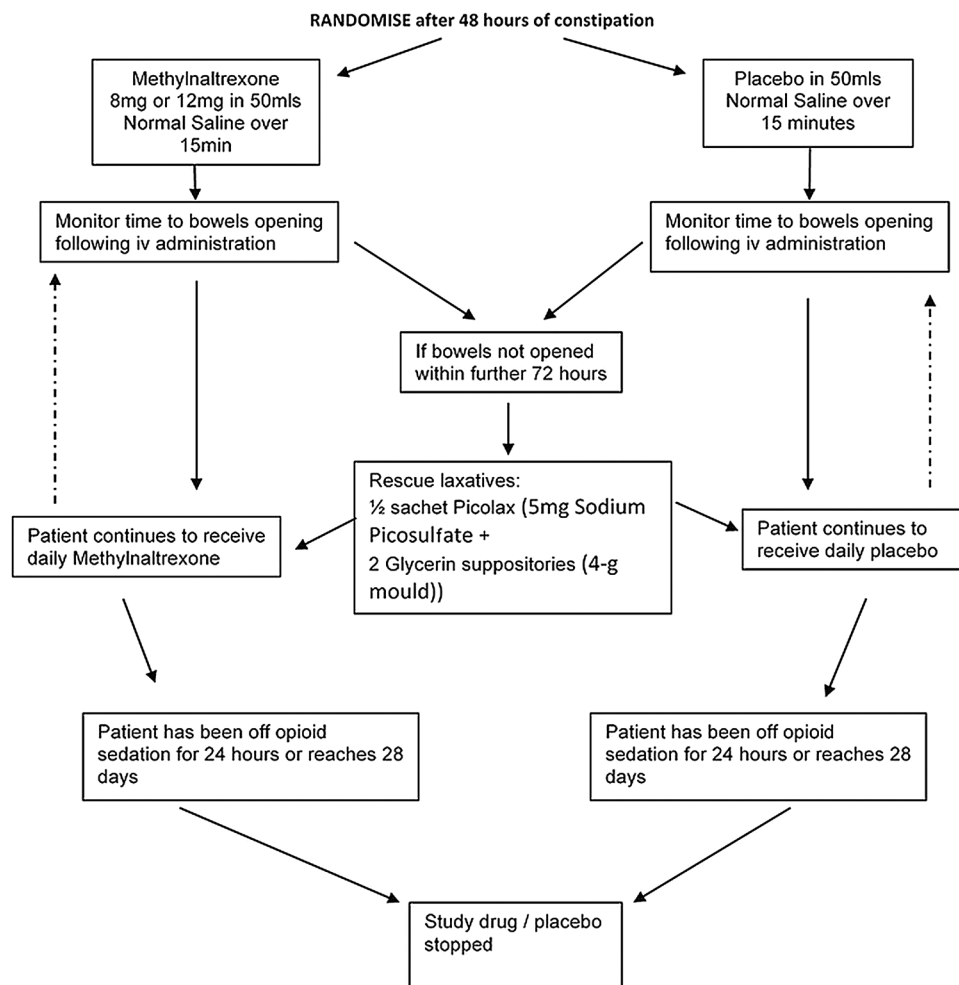 RANDOMISE after 48 hours of constipation
Methylnaltrexone
8mg or 12mg in 50mls
Normal Saline over
15min
Placebo in 50mls
Normal Saline over
15 minutes
Monitor time to bowels opening
following iv administration
Monitor time to bowels opening
following iv administration
If bowels not opened
within further 72 hours
Rescue laxatives:
½ sachet Picolax (5mg Sodium
Picosulfate +
2 Glycerin suppositories (4-g
mould))
Patient continues to receive
daily Methylnaltrexone
Patient continues to
receive daily placebo
Patient has been off opioid
sedation for 24 hours or reaches 28
days
Patient has been off opioid
sedation for 24 hours or reaches 28
days
Study drug / placebo
stopped